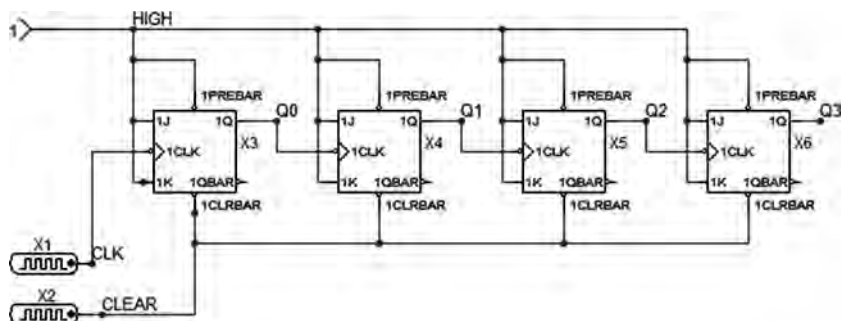 1 HIGH
1PREBAR 1PREBAR 1PREBAR 1PREBAR
Q0 Q1 Q2 Q3
1J 1Q 1J 1Q 1J 1Q 1J 1Q
X3 X4 X5 X6
1CLK 1CLK 1CLK 1CLK
1K 1QBAR 1K 1QBAR 1K 1QBAR 1K 1QBAR
1CLRBAR 1CLRBAR 1CLRBAR 1CLRBAR
X1 CLK
X2 CLEAR